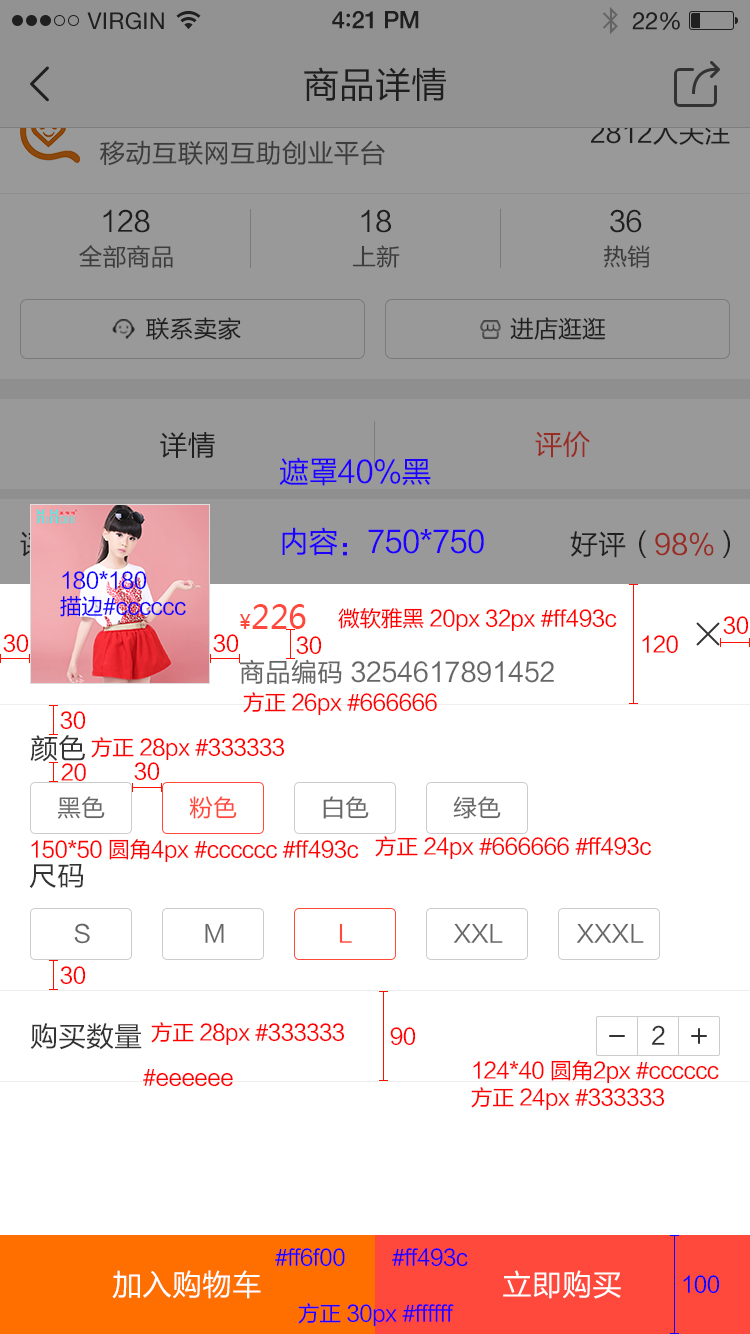 VIRGIN 4:21 PM 22%
商品详情
移动互联网互助创业平台 2812人关注
128 18 36
全部商品 上新 热销
联系卖家 进店逛逛
详情 评价
遮罩40%黑
内容：750*750 好评（98%）
180*180
描边#cccccc
¥226 微软雅黑 20px 32px #ff493c
30 30 30 120 30
商品编码 3254617891452
方正 26px #666666
30
颜色 方正 28px #333333
20 30
黑色 粉色 白色 绿色
150*50 圆角4px #cccccc #ff493c 方正 24px #666666 #ff493c
尺码
S M L XXL XXXL
30
购买数量 方正 28px #333333 90 − 2 +
#eeeeee 124*40 圆角2px #cccccc
方正 24px #333333
#ff6f00 #ff493c
加入购物车 立即购买 100
方正 30px #ffffff